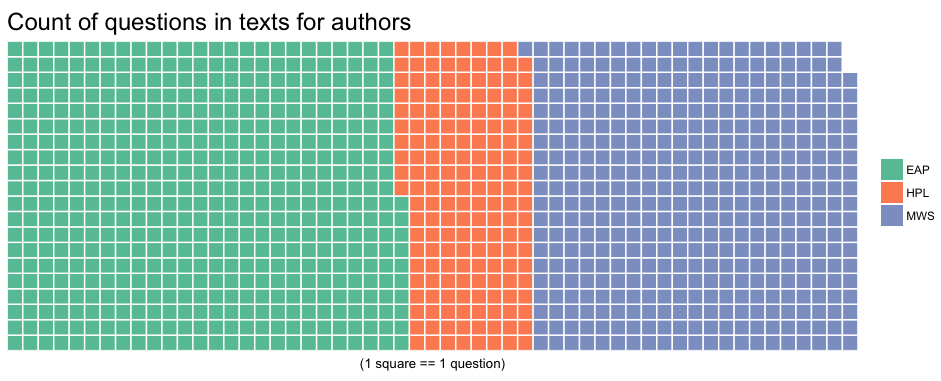 Count of questions in texts for authors
EAP
HPL
MWS
(1 square == 1 question)